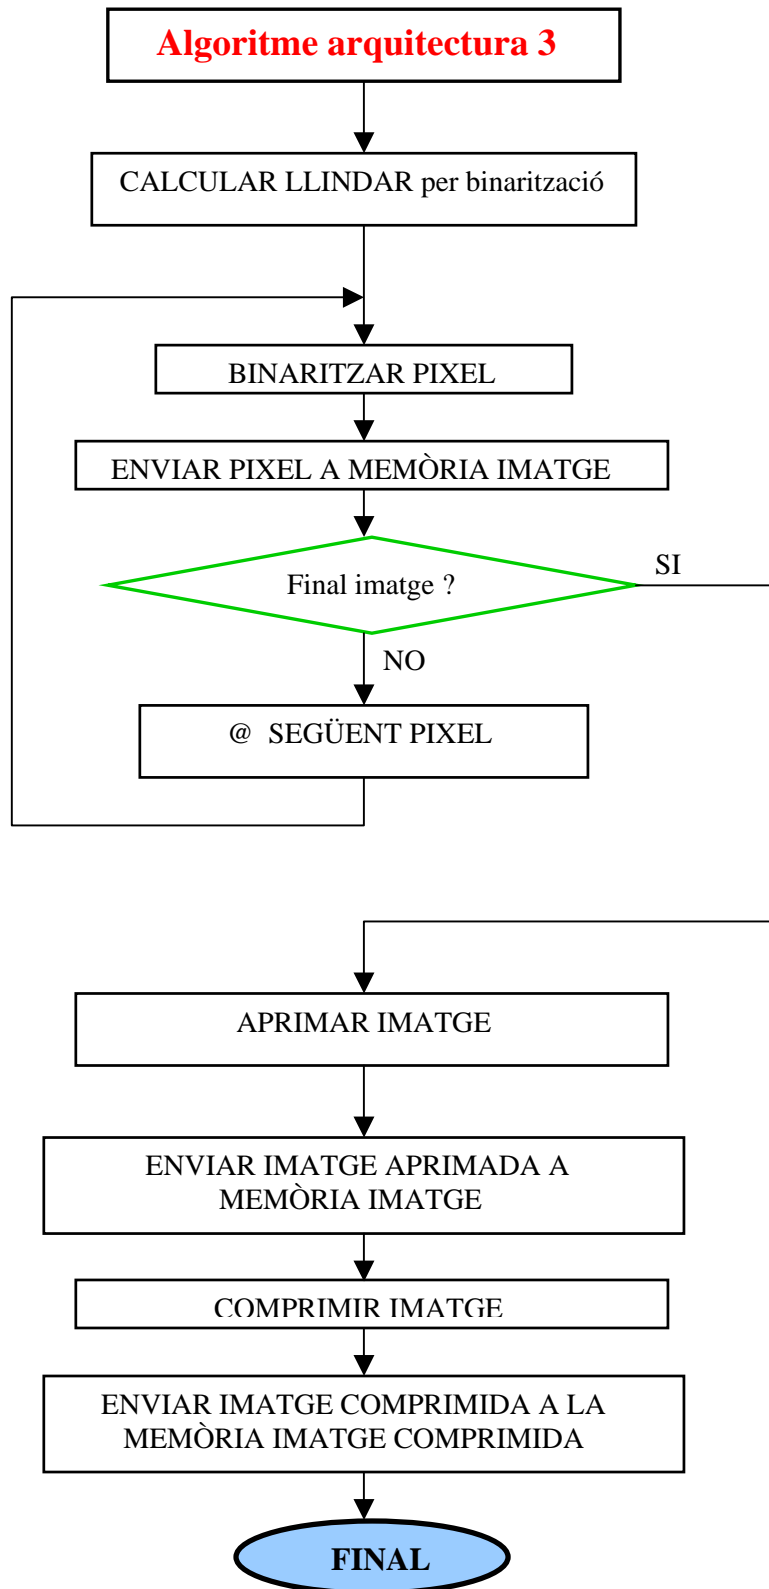 Algoritme arquitectura 3
CALCULAR LLINDAR per binarització
BINARITZAR PIXEL
ENVIAR PIXEL A MEMÒRIA IMATGE
Final imatge ?
SI
NO
@ SEGÜENT PIXEL
APRIMAR IMATGE
ENVIAR IMATGE APRIMADA A
MEMÒRIA IMATGE
COMPRIMIR IMATGE
ENVIAR IMATGE COMPRIMIDA A LA
MEMÒRIA IMATGE COMPRIMIDA
FINAL